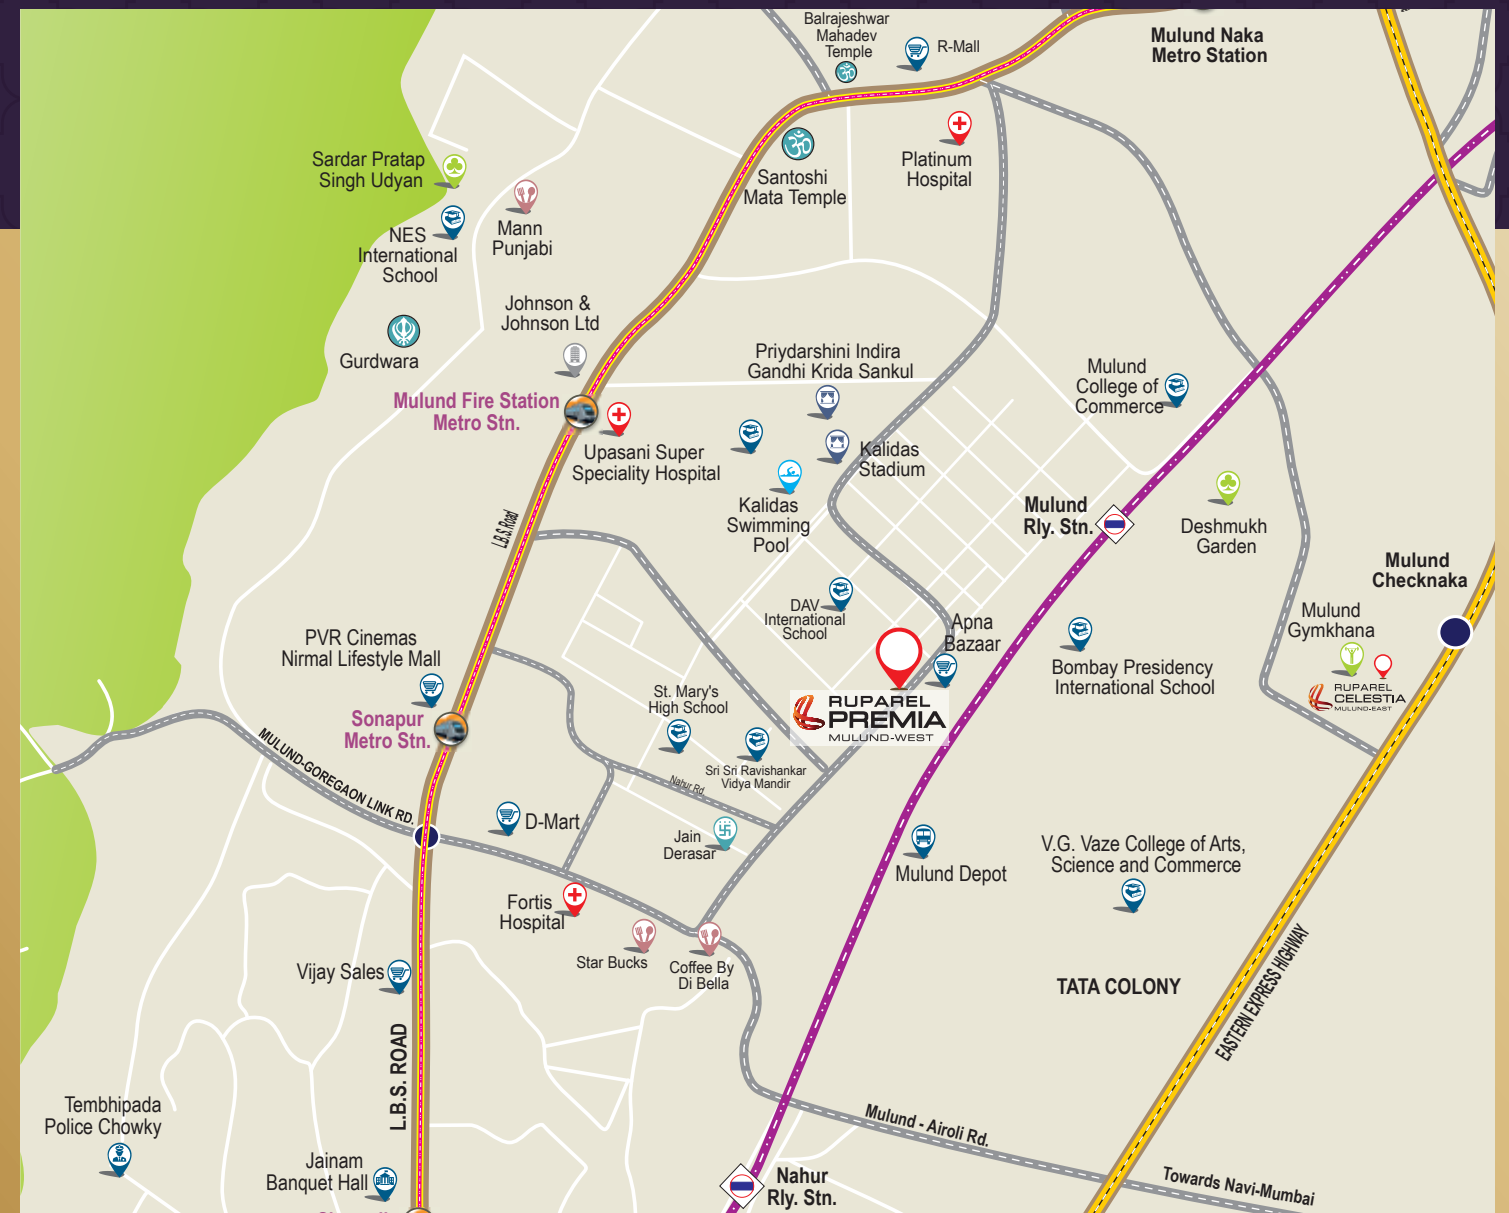 Balrajeshwar
Mahadev
Temple
R-Mall
Mulund Naka
Metro Station
Sardar Pratap
Singh Udyan
Santoshi
Mata Temple
Platinum
Hospital
NES
International
School
Mann
Punjabi
Gurdwara
Johnson &
Johnson Ltd
Mulund Fire Station
Metro Stn.
Upasani Super
Speciality Hospital
Priydarshini Indira
Gandhi Krida Sankul
Kalidas
Stadium
Kalidas
Swimming
Pool
Mulund
College of
Commerce
Mulund
Rly. Stn.
Deshmukh
Garden
Mulund
Checknaka
L.B.S.Road
DAV
International
School
Apna
Bazaar
Bombay Presidency
International School
Mulund
Gymkhana
RUPAREL
CELESTIA
MULUND-EAST
PVR Cinemas
Nirmal Lifestyle Mall
Sonapur
Metro Stn.
St. Mary's
High School
RUPAREL
PREMIA
MULUND-WEST
Sri Sri Ravishankar
Vidya Mandir
Nahur Rd.
MULUND-GOREGAON LINK RD.
D-Mart
Jain
Derasar
Mulund Depot
V.G. Vaze College of Arts,
Science and Commerce
Fortis
Hospital
Star Bucks
Coffee By
Di Bella
Vijay Sales
TATA COLONY
EASTERN EXPRESS HIGHWAY
L.B.S. ROAD
Tembhipada
Police Chowky
Mulund - Airoli Rd.
Jainam
Banquet Hall
Nahur
Rly. Stn.
Towards Navi-Mumbai